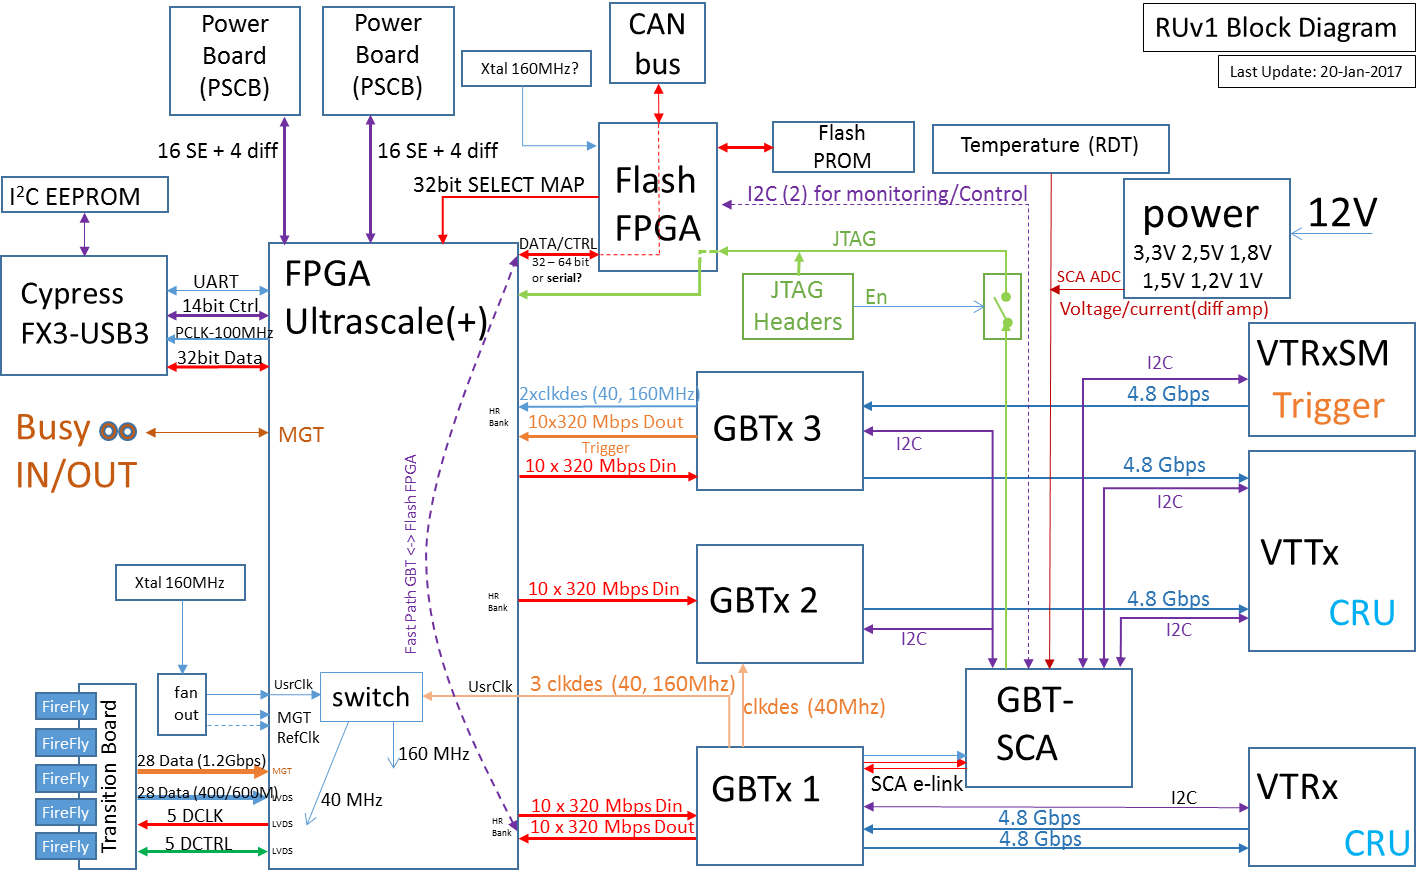 RUv1 Block Diagram
Last Update: 20-Jan-2017
Power
Board
(PSCB)
Power
Board
(PSCB)
Xtal 160MHz?
CAN
bus
Flash
PROM
Temperature (RDT)
16 SE + 4 diff
16 SE + 4 diff
32bit SELECT MAP
Flash
FPGA
I2C (2) for monitoring/Control
power
3,3V 2,5V 1,8V
1,5V 1,2V 1V
12V
I²C EEPROM
DATA/CTRL
32 – 64 bit
or serial?
JTAG
JTAG
Headers
En
SCA ADC
Voltage/current(diff amp)
Cypress
FX3-USB3
UART
14bit Ctrl
PCLK-100MHz
32bit Data
FPGA
Ultrascale(+)
VTRxSM
Trigger
I2C
4.8 Gbps
2xclkdes (40, 160MHz)
HR
Bank
10x320 Mbps Dout
Trigger
10 x 320 Mbps Din
GBTx 3
I2C
4.8 Gbps
I2C
Busy
IN/OUT
MGT
Fast Path GBT <-> Flash FPGA
VTTx
CRU
Xtal 160MHz
HR
Bank
10 x 320 Mbps Din
GBTx 2
4.8 Gbps
I2C
I2C
fan
out
UsrClk
MGT
RefClk
switch
UsrClk
3 clkdes (40, 160Mhz)
clkdes (40Mhz)
160 MHz
40 MHz
GBT-
SCA
FireFly
FireFly
FireFly
FireFly
FireFly
Transition Board
28 Data (1.2Gbps)
MGT
28 Data (400/600M)
LVDS
5 DCLK
LVDS
5 DCTRL
LVDS
HR
Bank
10 x 320 Mbps Din
10 x 320 Mbps Dout
GBTx 1
SCA e-link
I2C
4.8 Gbps
4.8 Gbps
VTRx
CRU